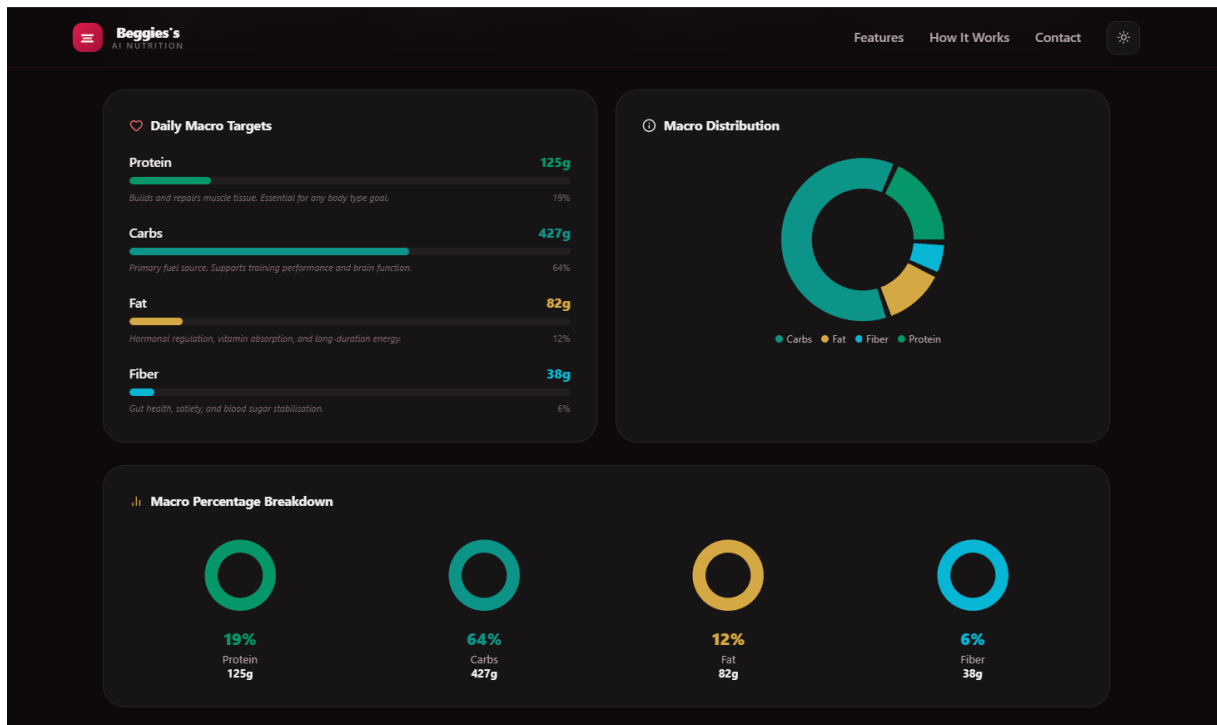 Beggies's
AI NUTRITION
Features
How It Works
Contact
Daily Macro Targets
Protein
125g
Builds and repairs muscle tissue. Essential for any body type goal.
19%
Carbs
427g
Primary fuel source. Supports training performance and brain function.
64%
Fat
82g
Hormonal regulation, vitamin absorption, and long-duration energy.
12%
Fiber
38g
Gut health, satiety, and blood sugar stabilisation.
6%
Macro Distribution
Carbs Fat Fiber Protein
Macro Percentage Breakdown
19%
Protein
125g
64%
Carbs
427g
12%
Fat
82g
6%
Fiber
38g